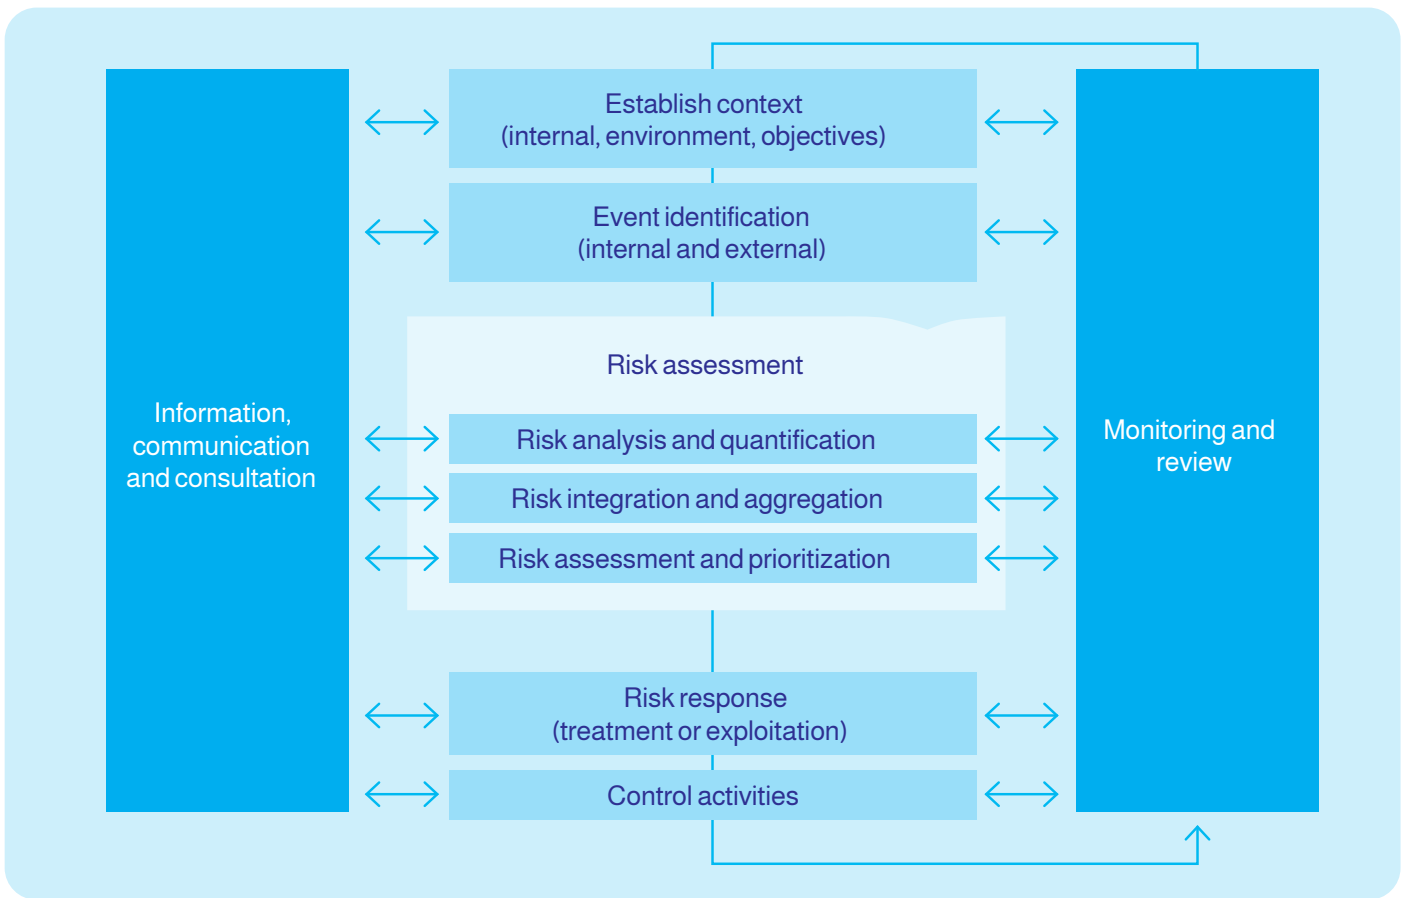 Establish context
(internal, environment, objectives)
Event identification
(internal and external)
Risk assessment
Information,
communication
and consultation
Risk analysis and quantification
Risk integration and aggregation
Risk assessment and prioritization
Monitoring and
review
Risk response
(treatment or exploitation)
Control activities